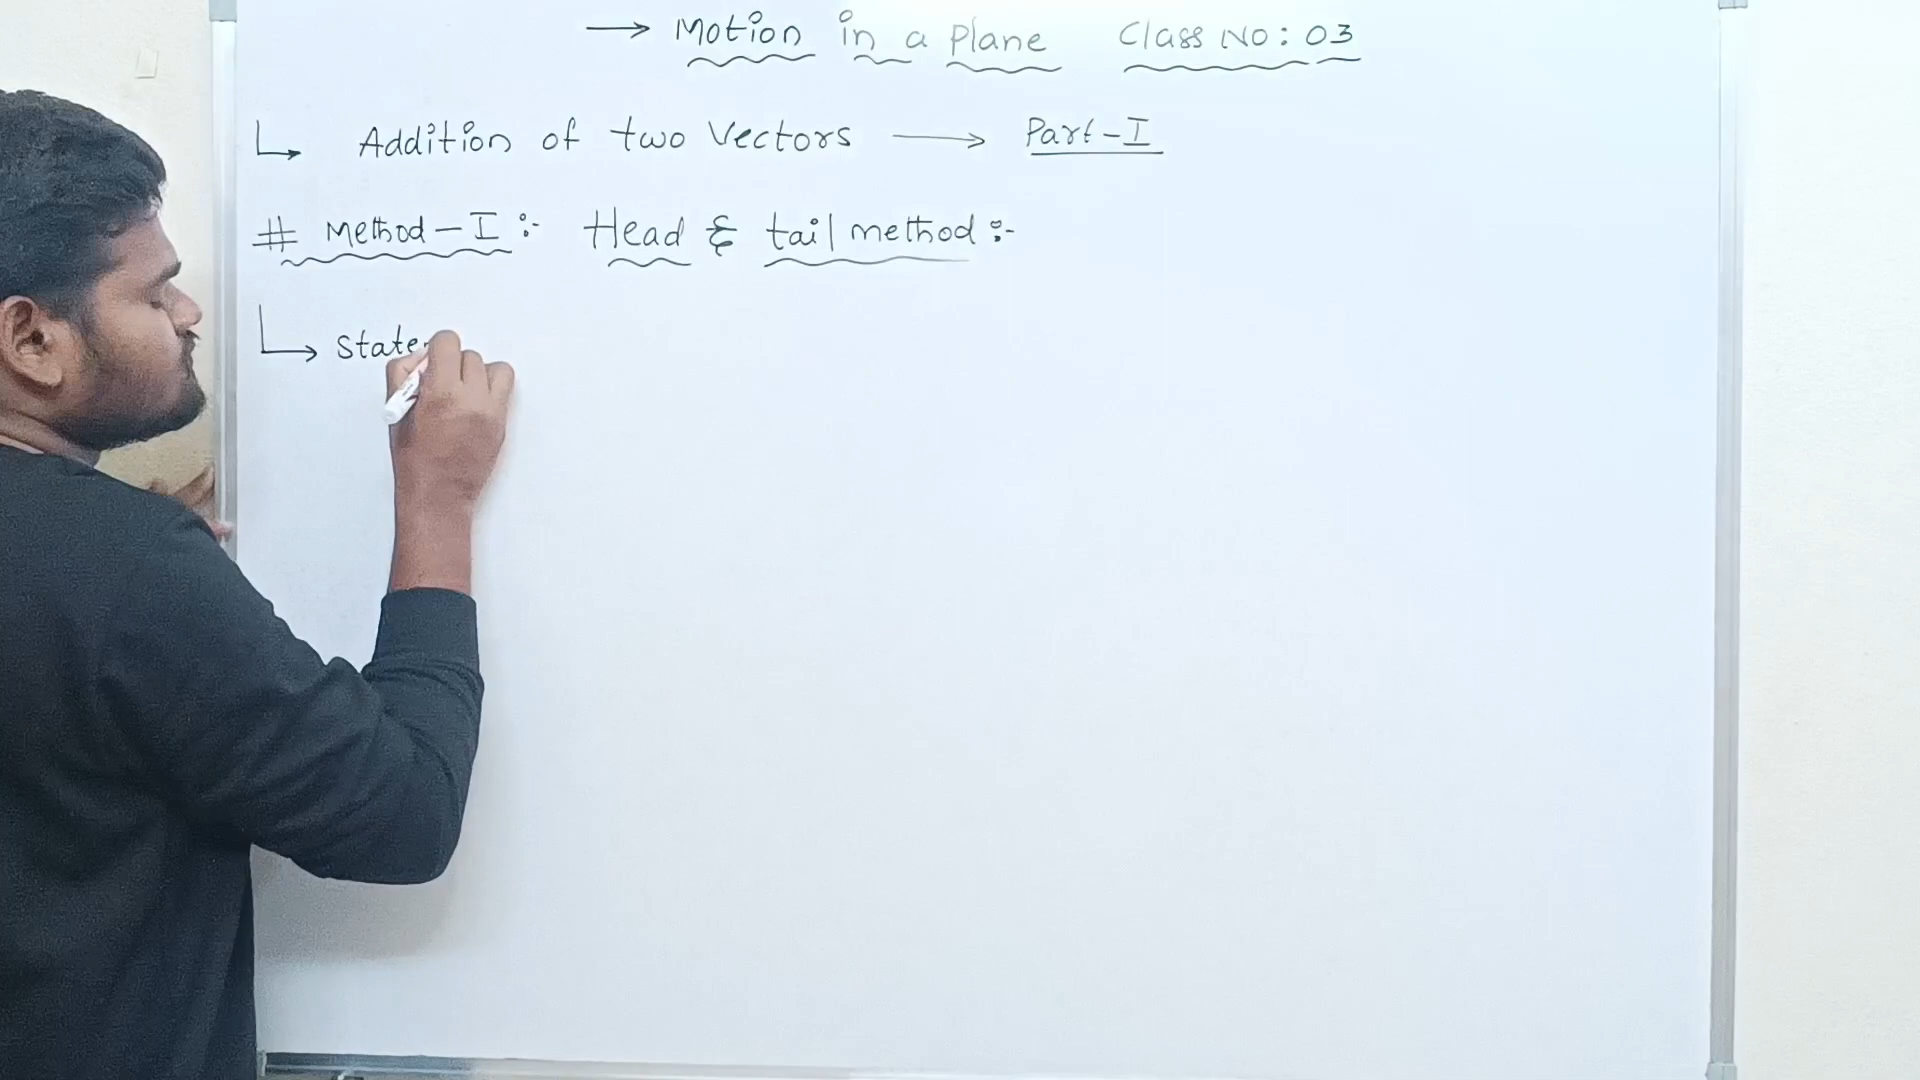 → Motion in a plane Class No: 03
↳ Addition of two Vectors → Part-I
# Method-I :- Head & tail method :-
↳ State